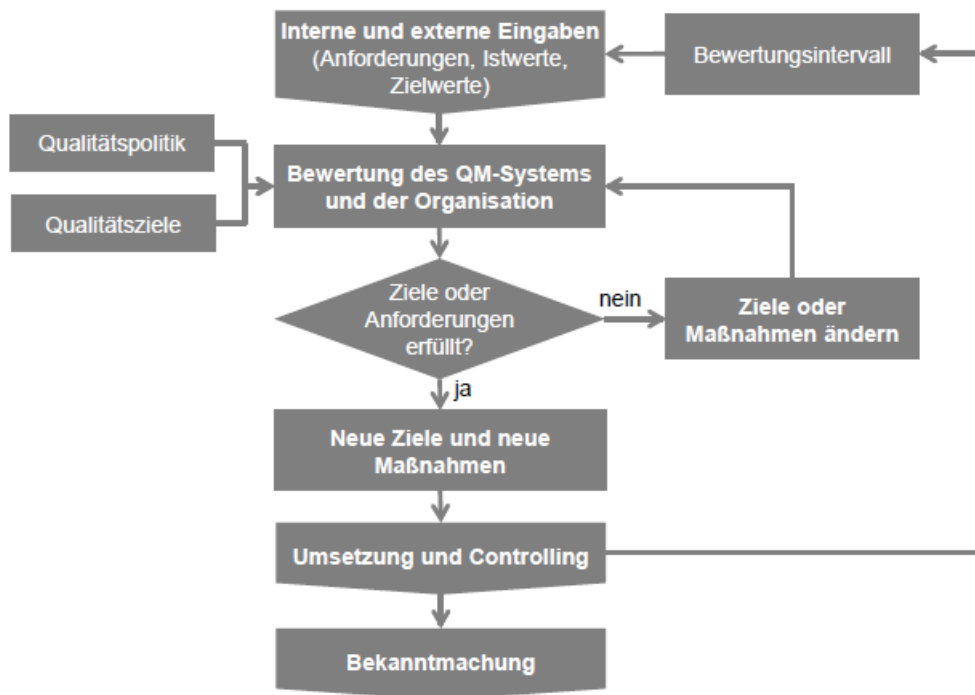 Interne und externe Eingaben
(Anforderungen, Istwerte,
Zielwerte)
Bewertungsintervall
Qualitätspolitik
Qualitätsziele
Bewertung des QM-Systems
und der Organisation
Ziele oder
Anforderungen
erfüllt?
nein
Ziele oder
Maßnahmen ändern
ja
Neue Ziele und neue
Maßnahmen
Umsetzung und Controlling
Bekanntmachung